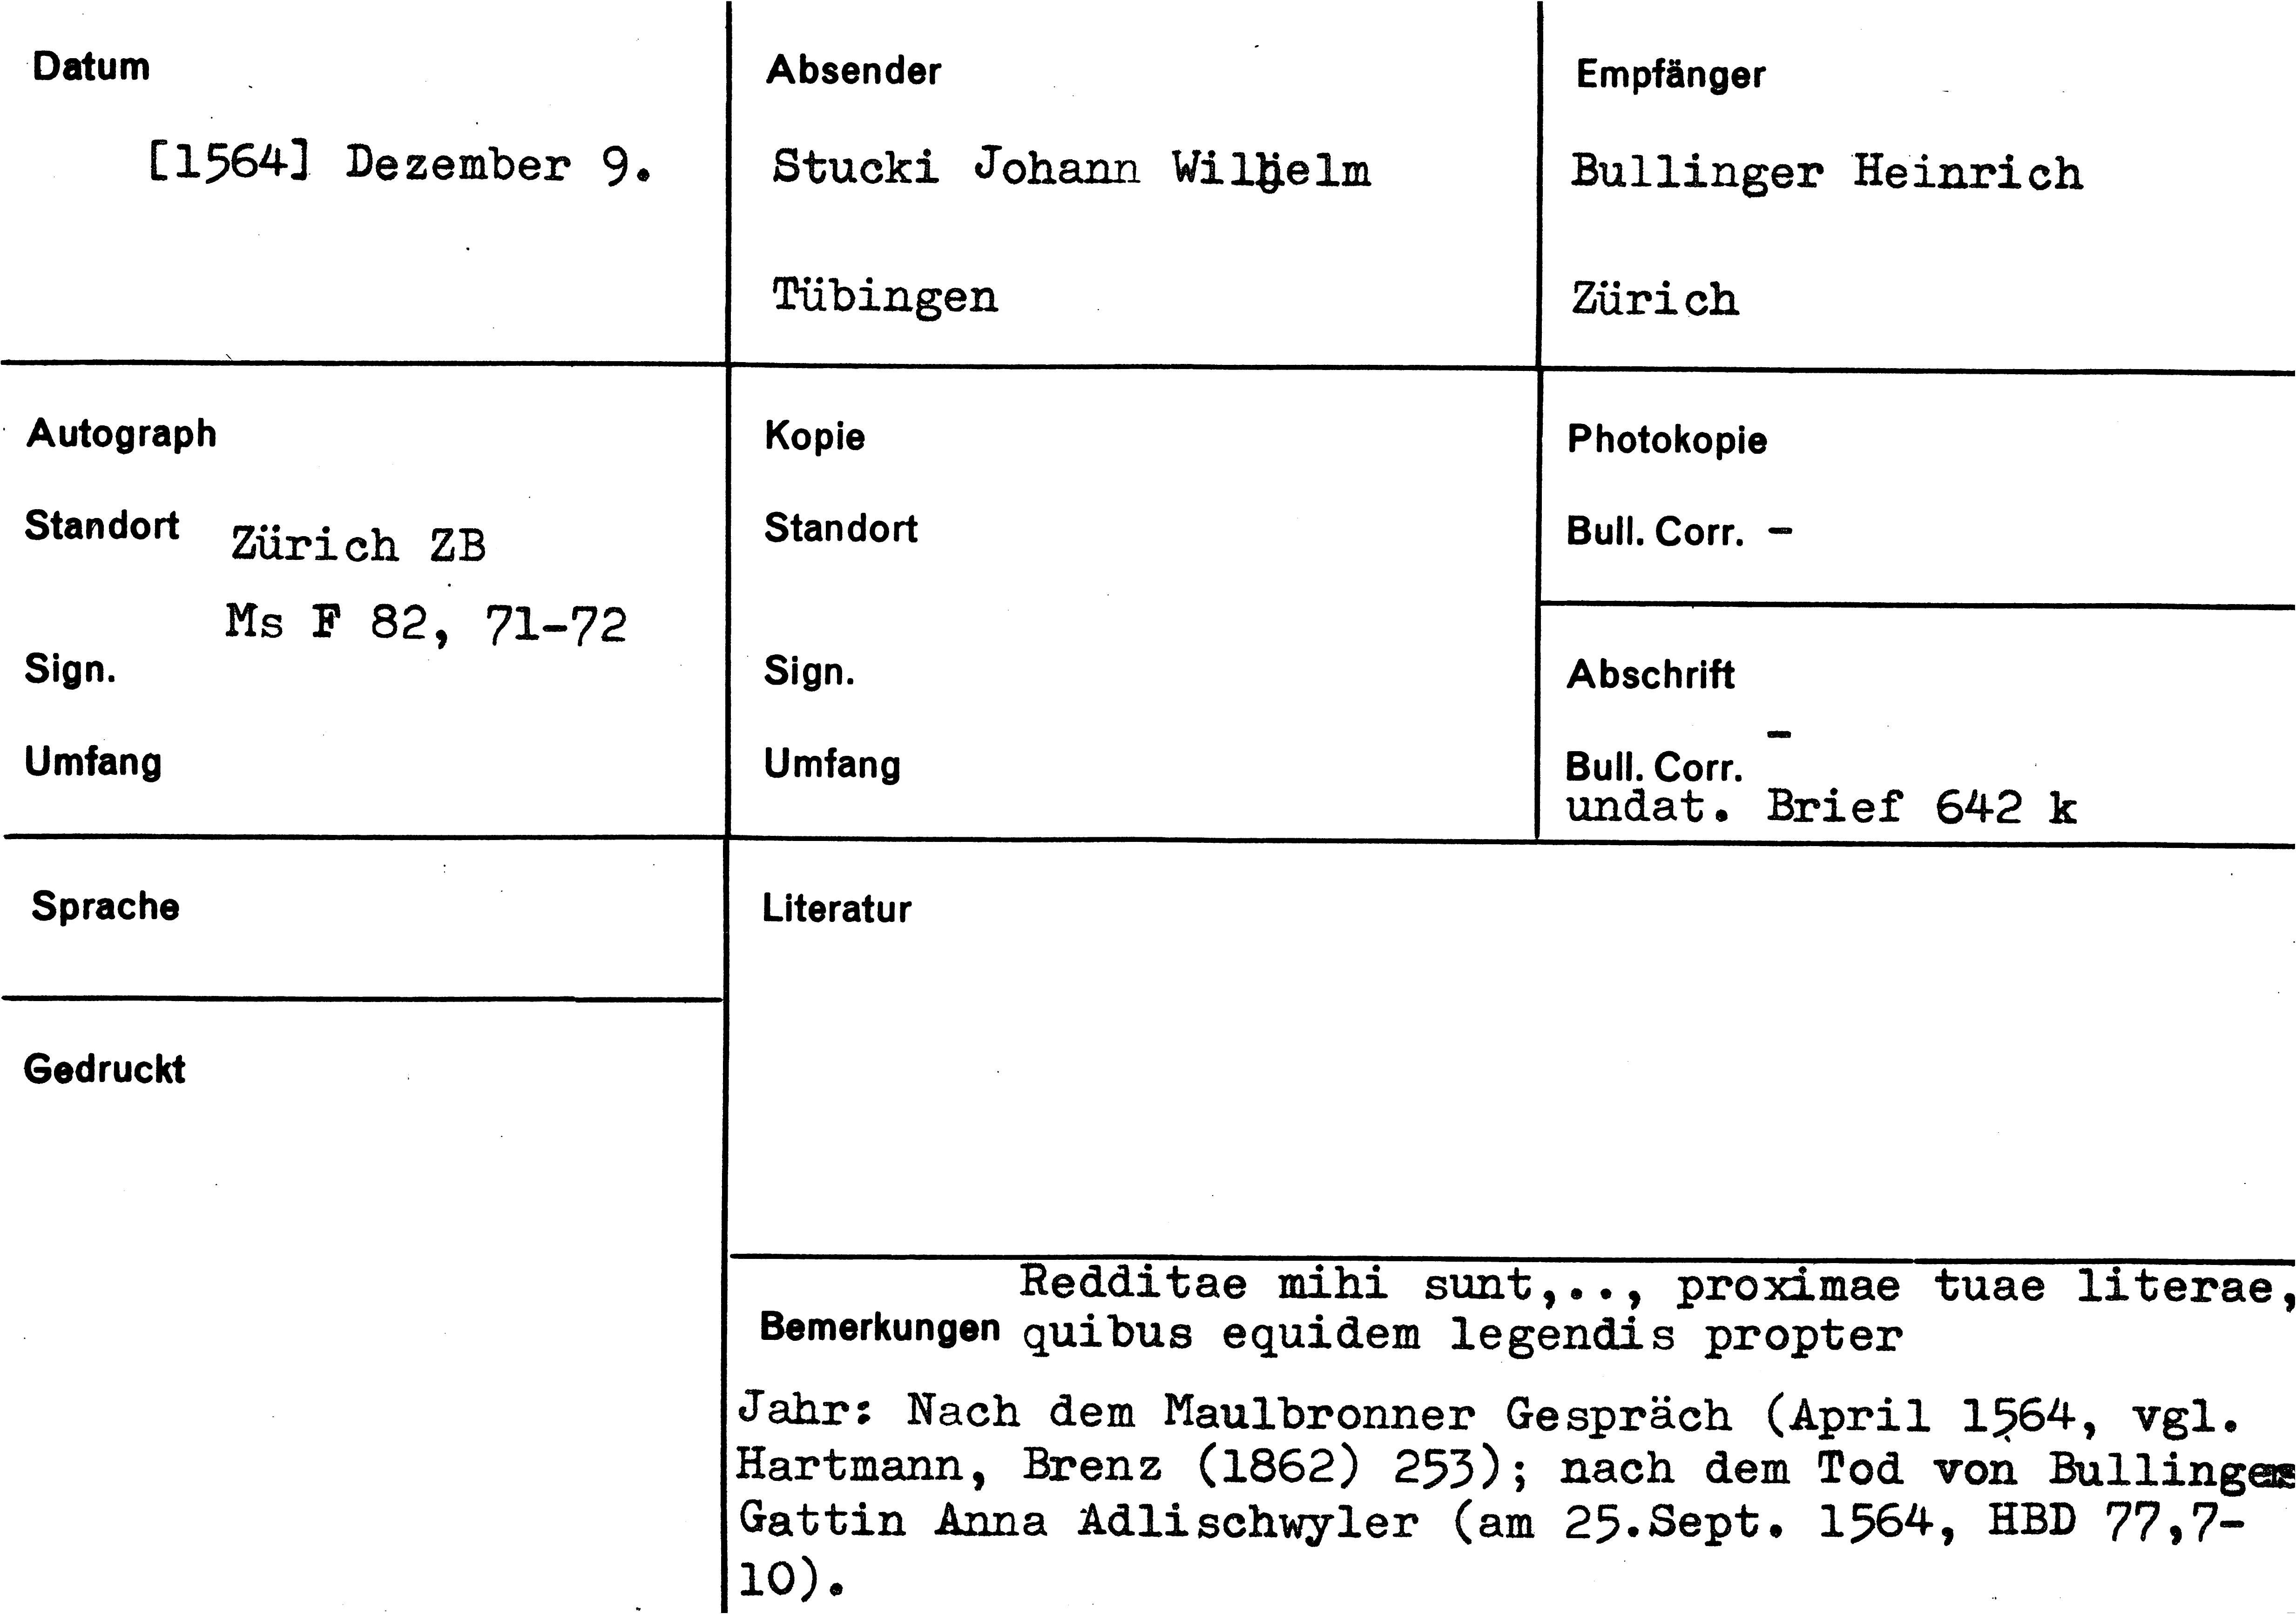 Datum
[1564] Dezember 9.
Absender
Stucki Johann Wilhelm
Tübingen
Empfänger
Bullinger Heinrich
Zürich
Autograph
Standort Zürich ZB
Ms F 82, 71-72
Sign.
Umfang
Kopie
Standort
Sign.
Umfang
Photokopie
Bull. Corr. -
Abschrift
-
Bull. Corr.
undat. Brief 642 k
Sprache
Literatur
Gedruckt
Redditae mihi sunt,.., proximae tuae literae,
Bemerkungen quibus equidem legendis propter
Jahr: Nach dem Maulbronner Gespräch (April 1564, vgl.
Hartmann, Brenz (1862) 253); nach dem Tod von Bullingers
Gattin Anna Adlischwyler (am 25.Sept. 1564, HBD 77,7-
10).